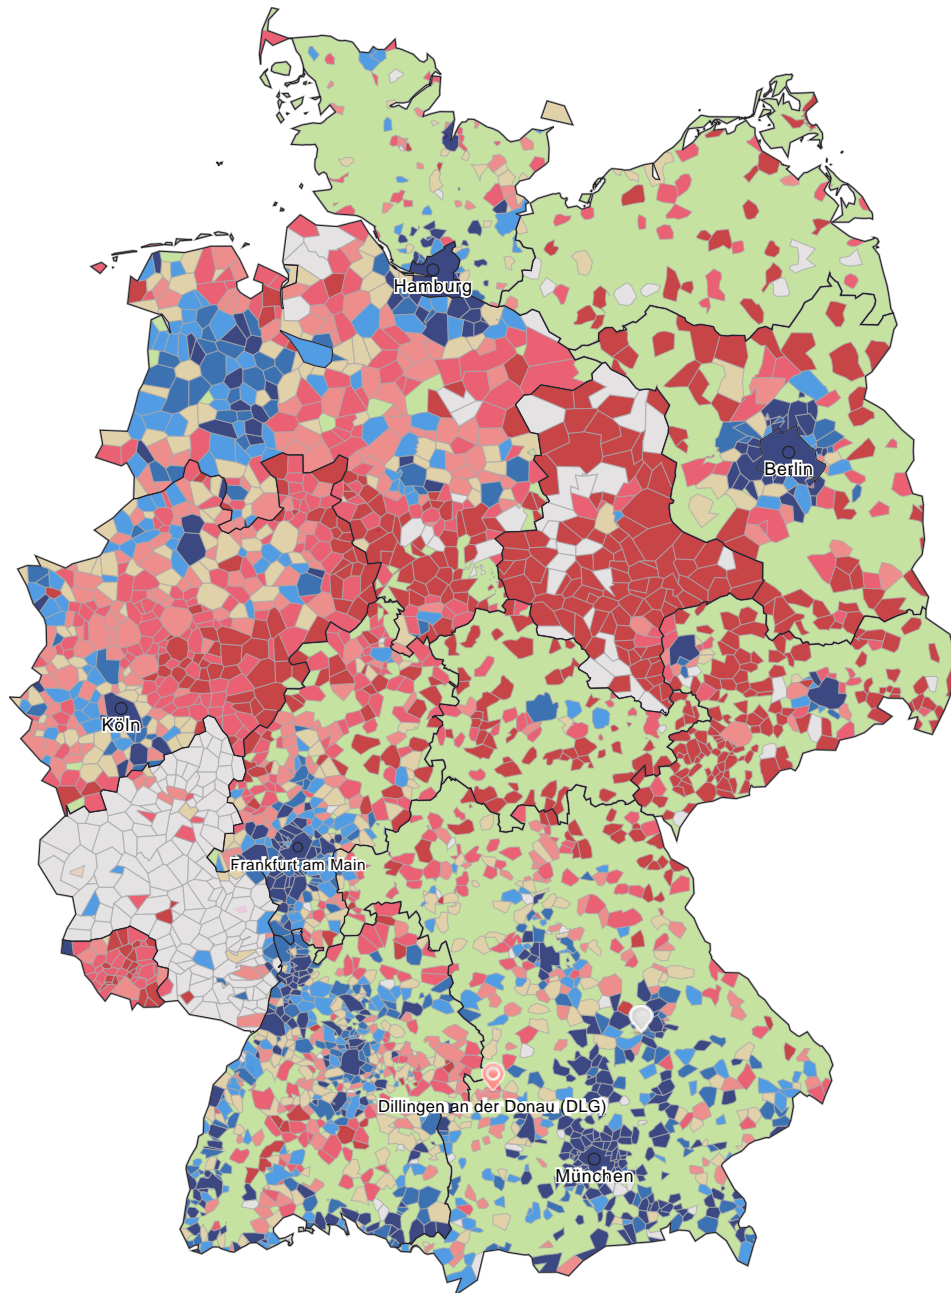 Hamburg
Berlin
Köln
Frankfurt am Main
Dillingen an der Donau (DLG)
München